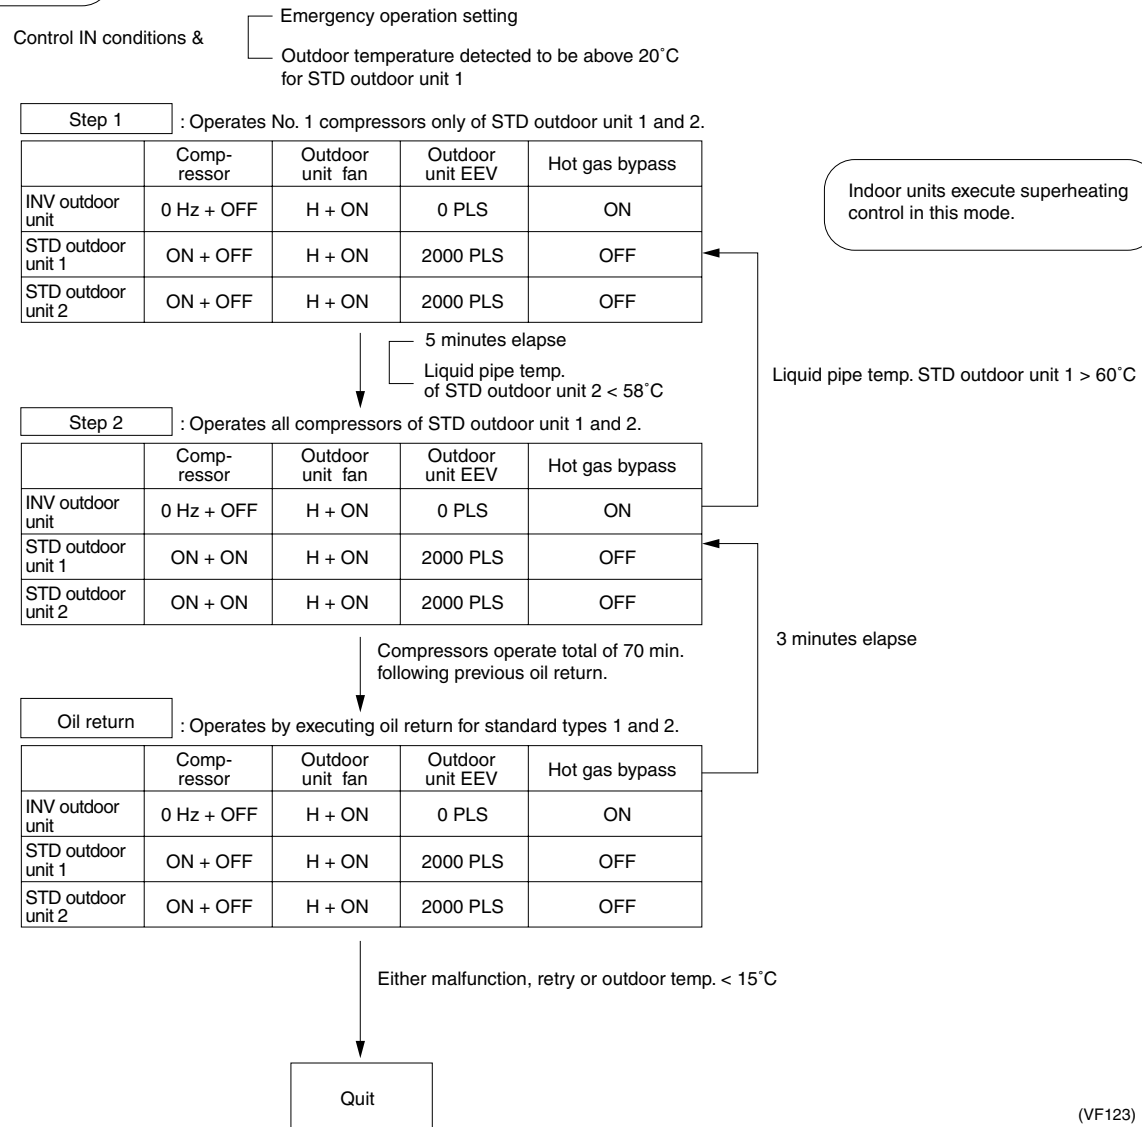 Emergency operation setting
Control IN conditions &
Outdoor temperature detected to be above 20˚C
for STD outdoor unit 1
Step 1 : Operates No. 1 compressors only of STD outdoor unit 1 and 2.
Comp-
ressor
Outdoor
unit fan
Outdoor
unit EEV
Hot gas bypass
INV outdoor
unit
0 Hz + OFF H + ON 0 PLS ON
STD outdoor
unit 1
ON + OFF H + ON 2000 PLS OFF
STD outdoor
unit 2
ON + OFF H + ON 2000 PLS OFF
Indoor units execute superheating
control in this mode.
5 minutes elapse
Liquid pipe temp.
of STD outdoor unit 2 < 58˚C
Liquid pipe temp. STD outdoor unit 1 > 60˚C
Step 2 : Operates all compressors of STD outdoor unit 1 and 2.
Comp-
ressor
Outdoor
unit fan
Outdoor
unit EEV
Hot gas bypass
INV outdoor
unit
0 Hz + OFF H + ON 0 PLS ON
STD outdoor
unit 1
ON + ON H + ON 2000 PLS OFF
STD outdoor
unit 2
ON + ON H + ON 2000 PLS OFF
Compressors operate total of 70 min.
following previous oil return.
3 minutes elapse
Oil return : Operates by executing oil return for standard types 1 and 2.
Comp-
ressor
Outdoor
unit fan
Outdoor
unit EEV
Hot gas bypass
INV outdoor
unit
0 Hz + OFF H + ON 0 PLS ON
STD outdoor
unit 1
ON + OFF H + ON 2000 PLS OFF
STD outdoor
unit 2
ON + OFF H + ON 2000 PLS OFF
Either malfunction, retry or outdoor temp. < 15˚C
Quit
(VF123)